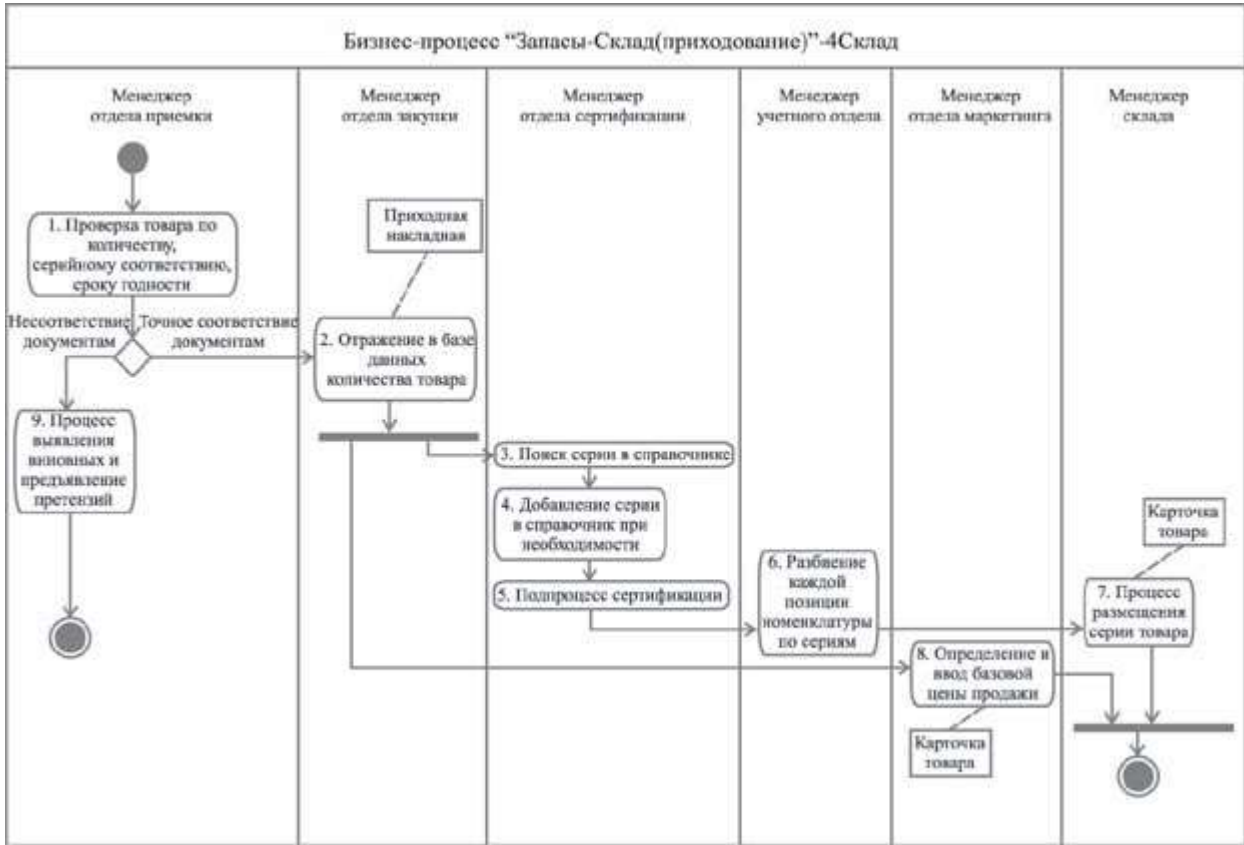 Бизнес-процесс “Запасы-Склад(приходование)”-4Склад
Менеджер
отдела приемки
Менеджер
отдела закупки
Менеджер
отдела сертификации
Менеджер
учетного отдела
Менеджер
отдела маркетинга
Менеджер
склада
1. Проверка товара по
количеству,
серийному соответствию,
сроку годности
Приходная
накладная
Несоответствие
документам
Точное соответствие
документам
2. Отражение в базе
данных
количества товара
9. Процесс
выявления
виновных и
предъявление
претензий
3. Поиск серии в справочнике
4. Добавление серии
в справочник при
необходимости
5. Подпроцесс сертификации
6. Разбиение
каждой
позиции
номенклатуры
по сериям
Карточка
товара
7. Процесс
размещения
серии товара
8. Определение и
ввод базовой
цены продажи
Карточка
товара